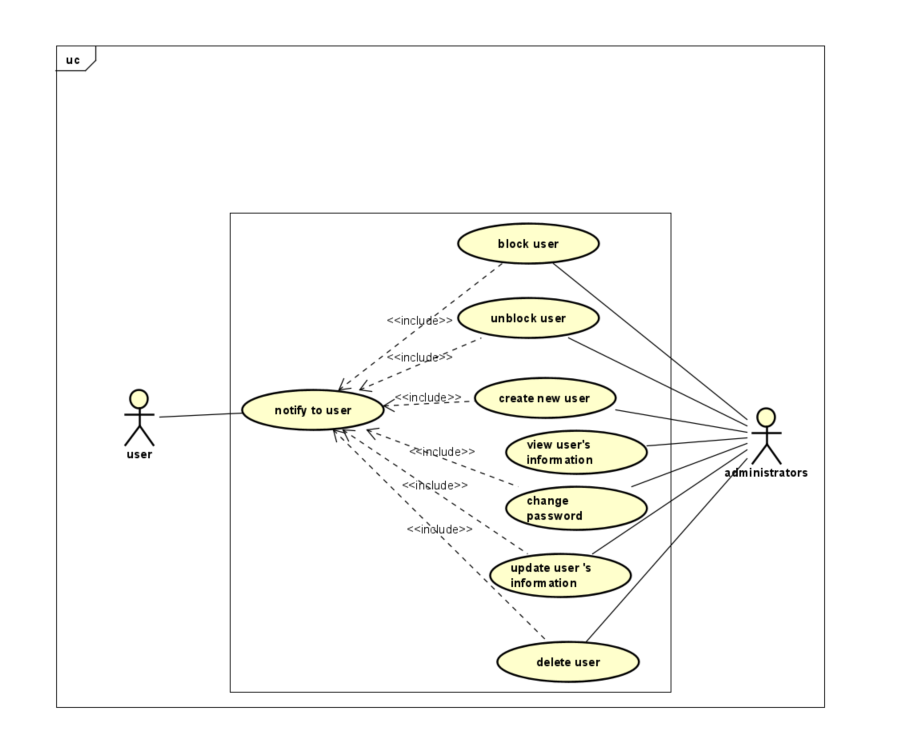 uc
block user
<<include>>
unblock user
<<include>>
<<include>>
create new user
notify to user
user
view user's
information
<<include>>
administrators
<<include>>
change
password
<<include>>
update user 's
information
delete user